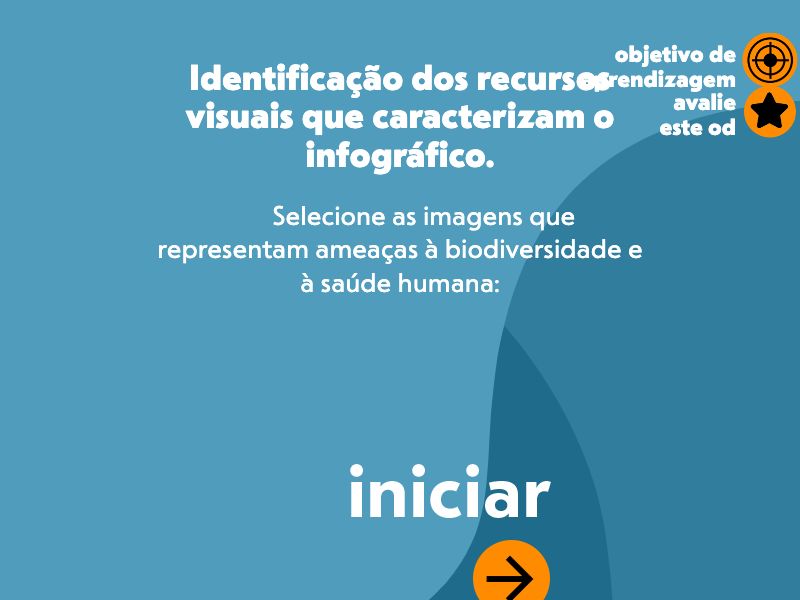 Identificação dos recursos
visuais que caracterizam o
infográfico.
Selecione as imagens que
representam ameaças à biodiversidade e
à saúde humana:
objetivo de
aprendizagem
avalie
este od
iniciar